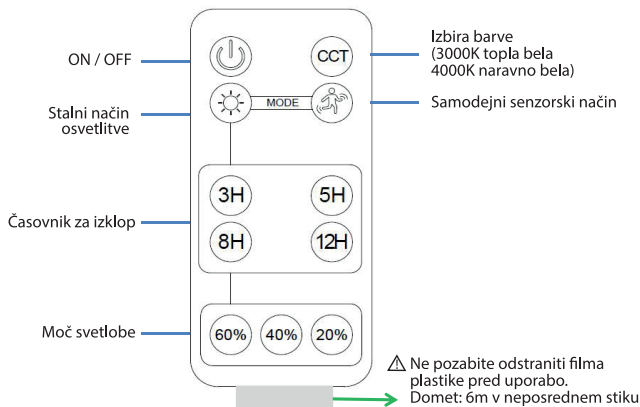 ON / OFF
CCT
Izbira barve
(3000K topla bela
4000K naravno bela)
Stalni način
osvetlitve
MODE
Samodejni senzorski način
Časovnik za izklop
3H
5H
8H
12H
Moč svetlobe
60%
40%
20%
⚠ Ne pozabite odstraniti filma
plastike pred uporabo.
Domet: 6m v neposrednem stiku